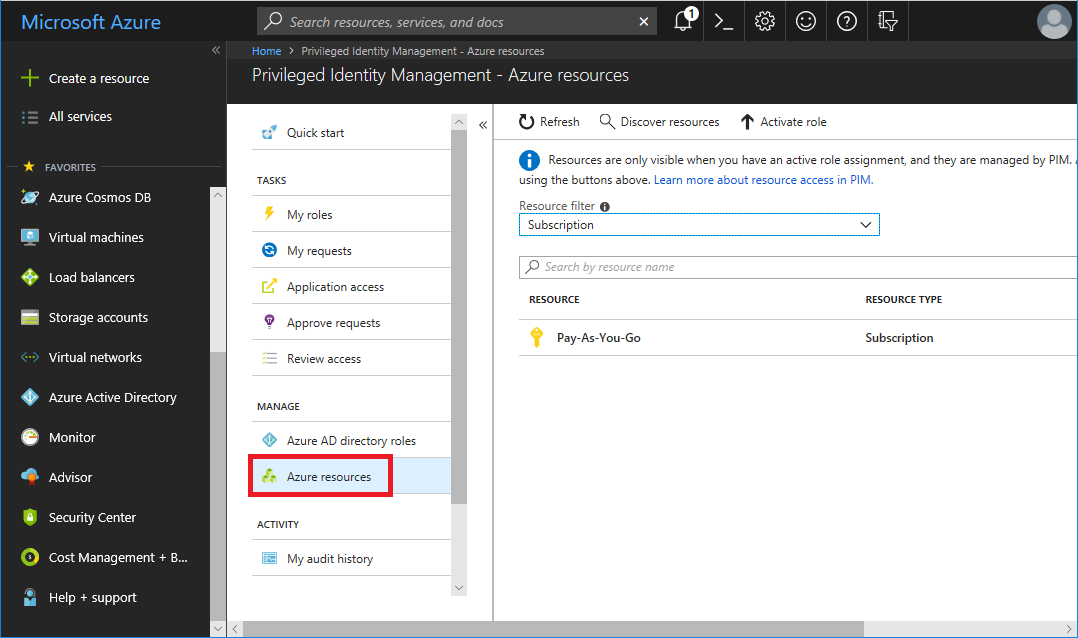 Microsoft Azure
Search resources, services, and docs
1
Home > Privileged Identity Management - Azure resources
Privileged Identity Management - Azure resources
Create a resource
All services
FAVORITES
Azure Cosmos DB
Virtual machines
Load balancers
Storage accounts
Virtual networks
Azure Active Directory
Monitor
Advisor
Security Center
Cost Management + B...
Help + support
Quick start
TASKS
My roles
My requests
Application access
Approve requests
Review access
MANAGE
Azure AD directory roles
Azure resources
ACTIVITY
My audit history
Refresh
Discover resources
Activate role
Resources are only visible when you have an active role assignment, and they are managed by PIM.
using the buttons above. Learn more about resource access in PIM.
Resource filter
Subscription
Search by resource name
RESOURCE RESOURCE TYPE
Pay-As-You-Go Subscription